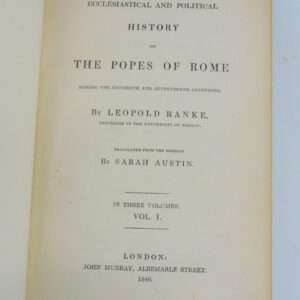 ECCLESIASTICAL AND POLITICAL
HISTORY
OF
THE POPES OF ROME
DURING THE SIXTEENTH AND SEVENTEENTH CENTURIES.
BY LEOPOLD RANKE,
PROFESSOR IN THE UNIVERSITY OF BERLIN.
TRANSLATED FROM THE GERMAN
BY SARAH AUSTIN.
IN THREE VOLUMES.
VOL. I.
LONDON:
JOHN MURRAY, ALBEMARLE STREET.
1840.